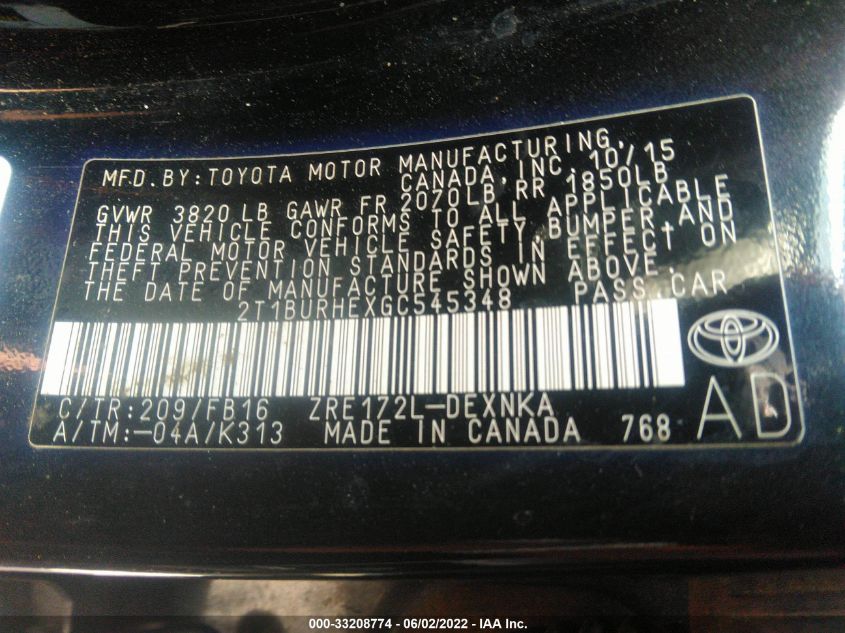 MFD.BY:TOYOTA MOTOR MANUFACTURING,
CANADA,INC. 10/15
GVWR 3820 LB GAWR FR 2070LB,RR 1850LB
THIS VEHICLE CONFORMS TO ALL APPLICABLE
FEDERAL MOTOR VEHICLE SAFETY,BUMPER,AND
THEFT PREVENTION STANDARDS IN EFFECT ON
THE DATE OF MANUFACTURE SHOWN ABOVE.
2T1BURHEXGC545348 PASS.CAR
C/TR:209/FB16 ZRE172L-DEXNKA
A/TM:-04A/K313 MADE IN CANADA 768
AD
000-33208774 - 06/02/2022 - IAA Inc.